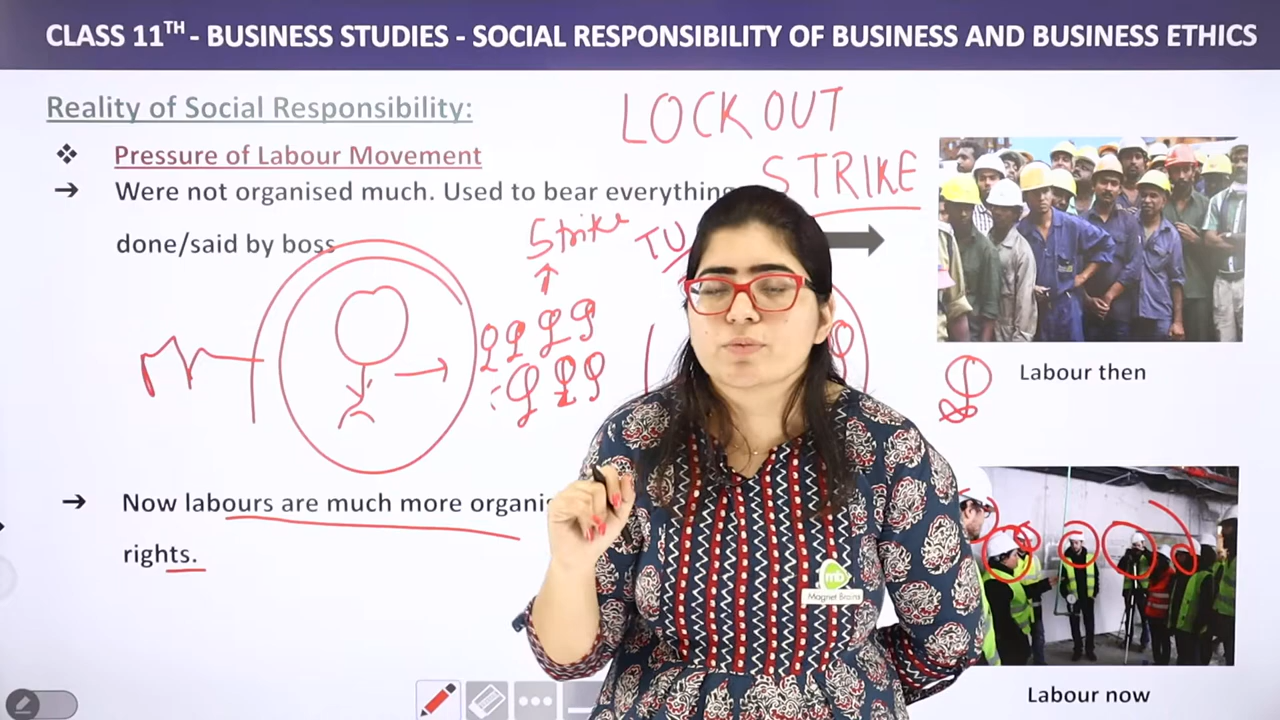 CLASS 11TH - BUSINESS STUDIES - SOCIAL RESPONSIBILITY OF BUSINESS AND BUSINESS ETHICS
Reality of Social Responsibility:
LOCKOUT
❖ Pressure of Labour Movement
STRIKE
➔ Were not organised much. Used to bear everything
done/said by boss
Strike
TU
Labour then
➔ Now labours are much more organi
rights.
mb
Magnet Brains
Labour now